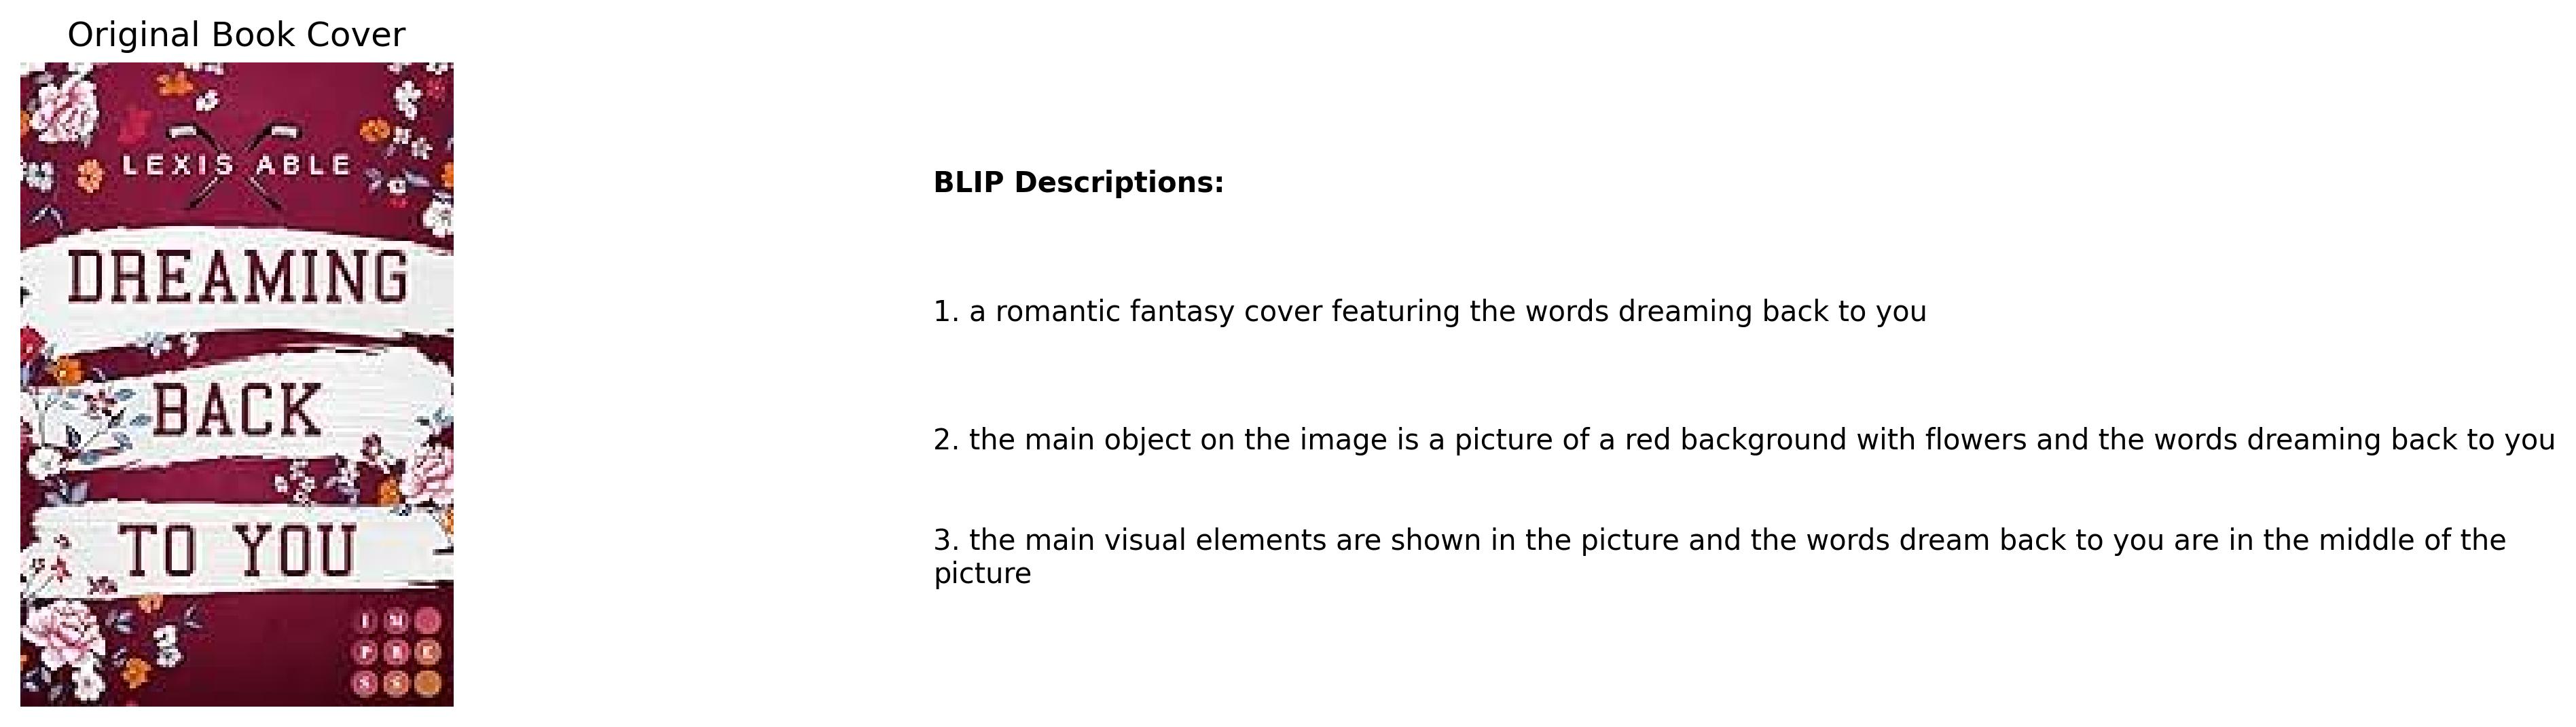 Original Book Cover
LEXIS ABLE
DREAMING
BACK
TO YOU
IM
PRE
SS
BLIP Descriptions:
1. a romantic fantasy cover featuring the words dreaming back to you
2. the main object on the image is a picture of a red background with flowers and the words dreaming back to you
3. the main visual elements are shown in the picture and the words dream back to you are in the middle of the
picture